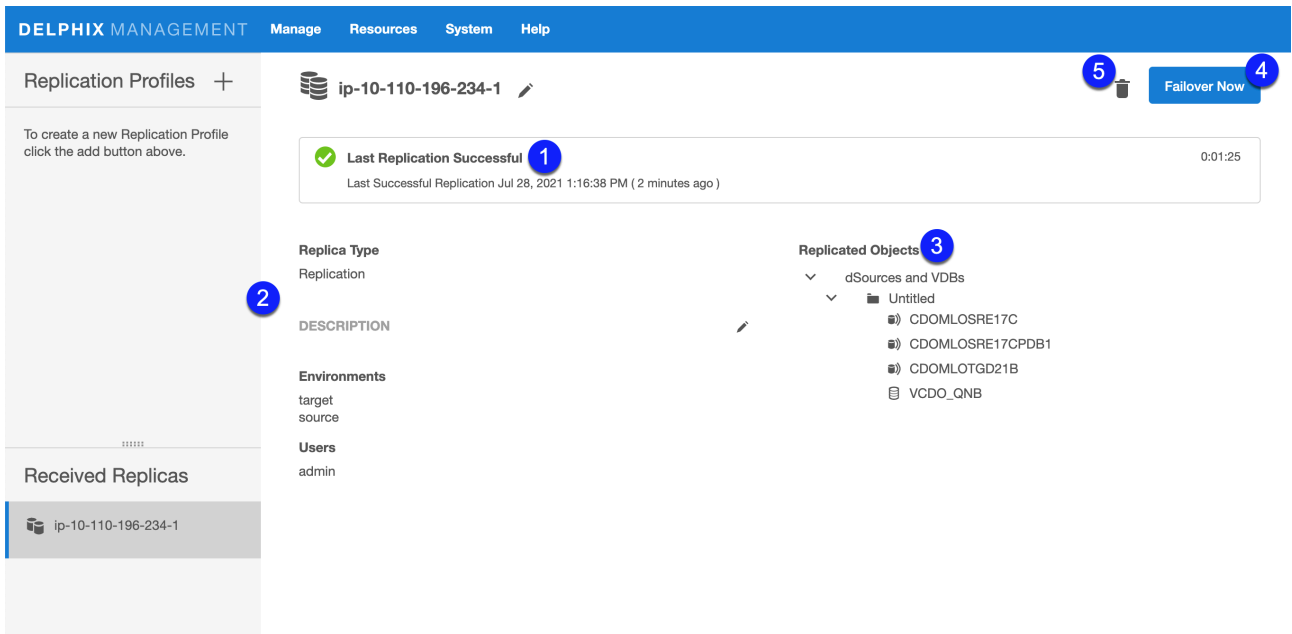 DELPHIX MANAGEMENT Manage Resources System Help
Replication Profiles
To create a new Replication Profile
click the add button above.
ip-10-110-196-234-1
5
4
Failover Now
Last Replication Successful 1
0:01:25
Last Successful Replication Jul 28, 2021 1:16:38 PM ( 2 minutes ago )
2
Replica Type
Replication
DESCRIPTION
Environments
target
source
Users
admin
Replicated Objects 3
dSources and VDBs
Untitled
CDOMLOSRE17C
CDOMLOSRE17CPDB1
CDOMLOTGD21B
VCDO_QNB
Received Replicas
ip-10-110-196-234-1